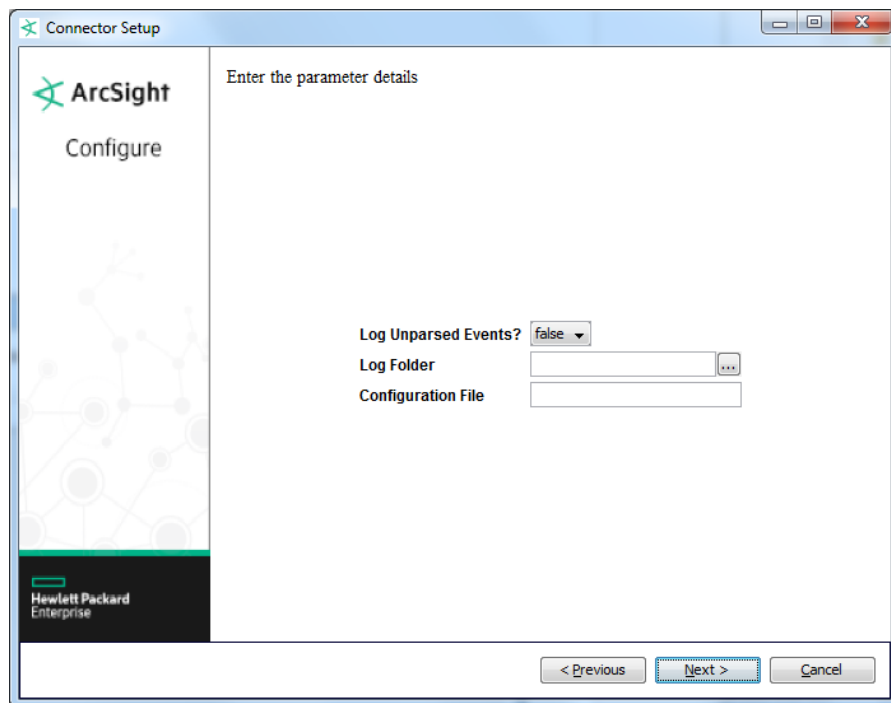 Connector Setup
ArcSight
Configure
Enter the parameter details
Log Unparsed Events? false
Log Folder ...
Configuration File
Hewlett Packard
Enterprise
< Previous Next > Cancel